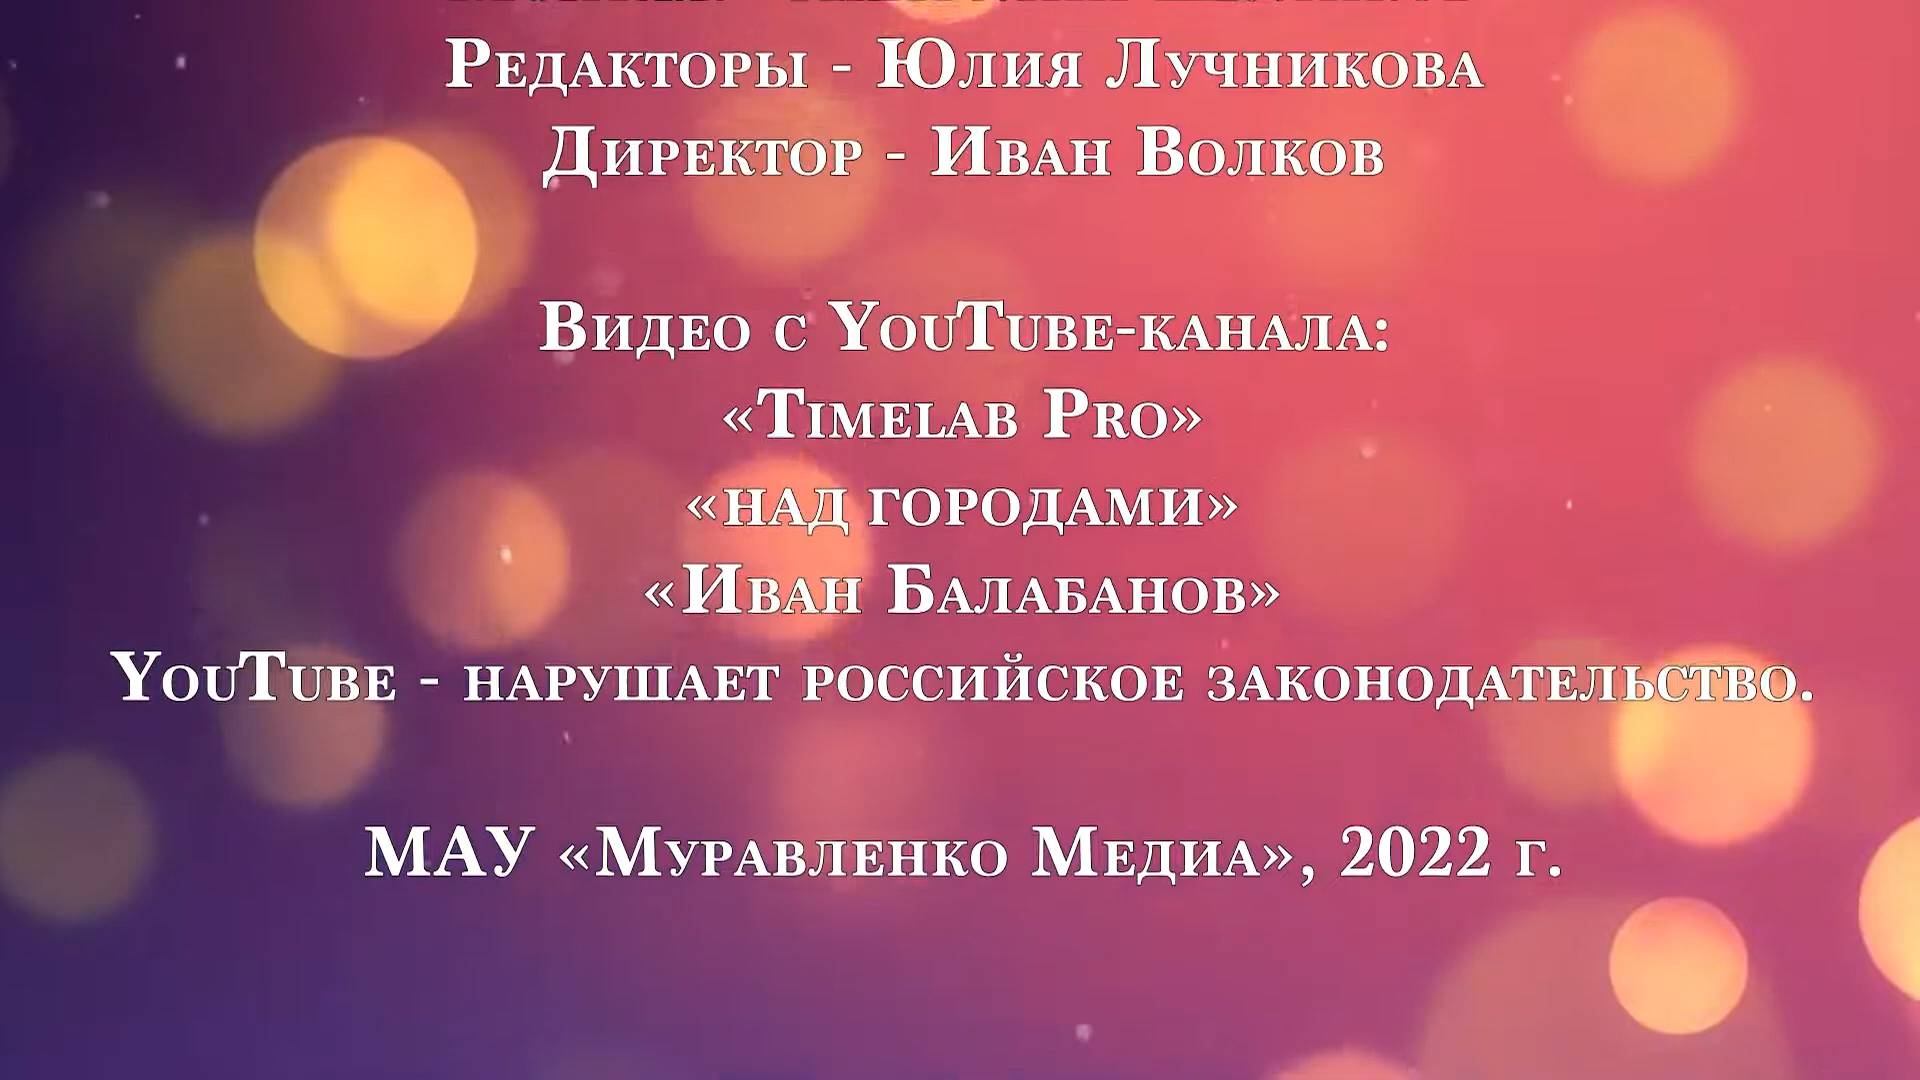 Редакторы - Юлия Лучникова
Директор - Иван Волков
Видео с YouTube-канала:
«Timelab Pro»
«над городами»
«Иван Балабанов»
YouTube - нарушает российское законодательство.
МАУ «Муравленко Медиа», 2022 г.